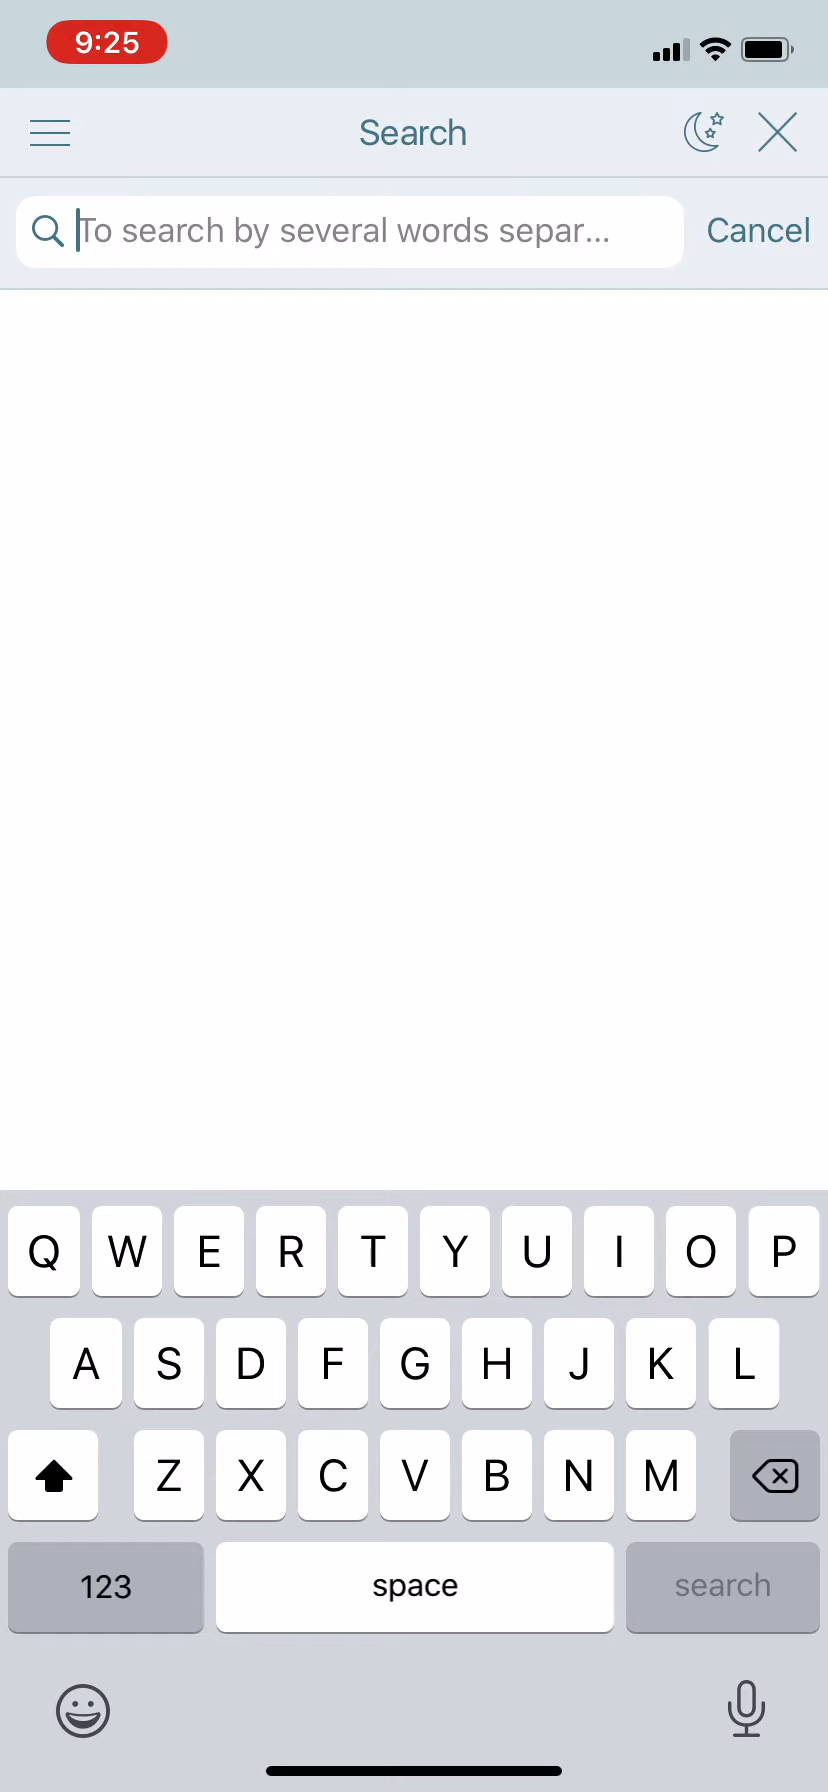 9:25
Search
To search by several words separ...
Cancel
Q W E R T Y U I O P
A S D F G H J K L
Z X C V B N M
123 space search